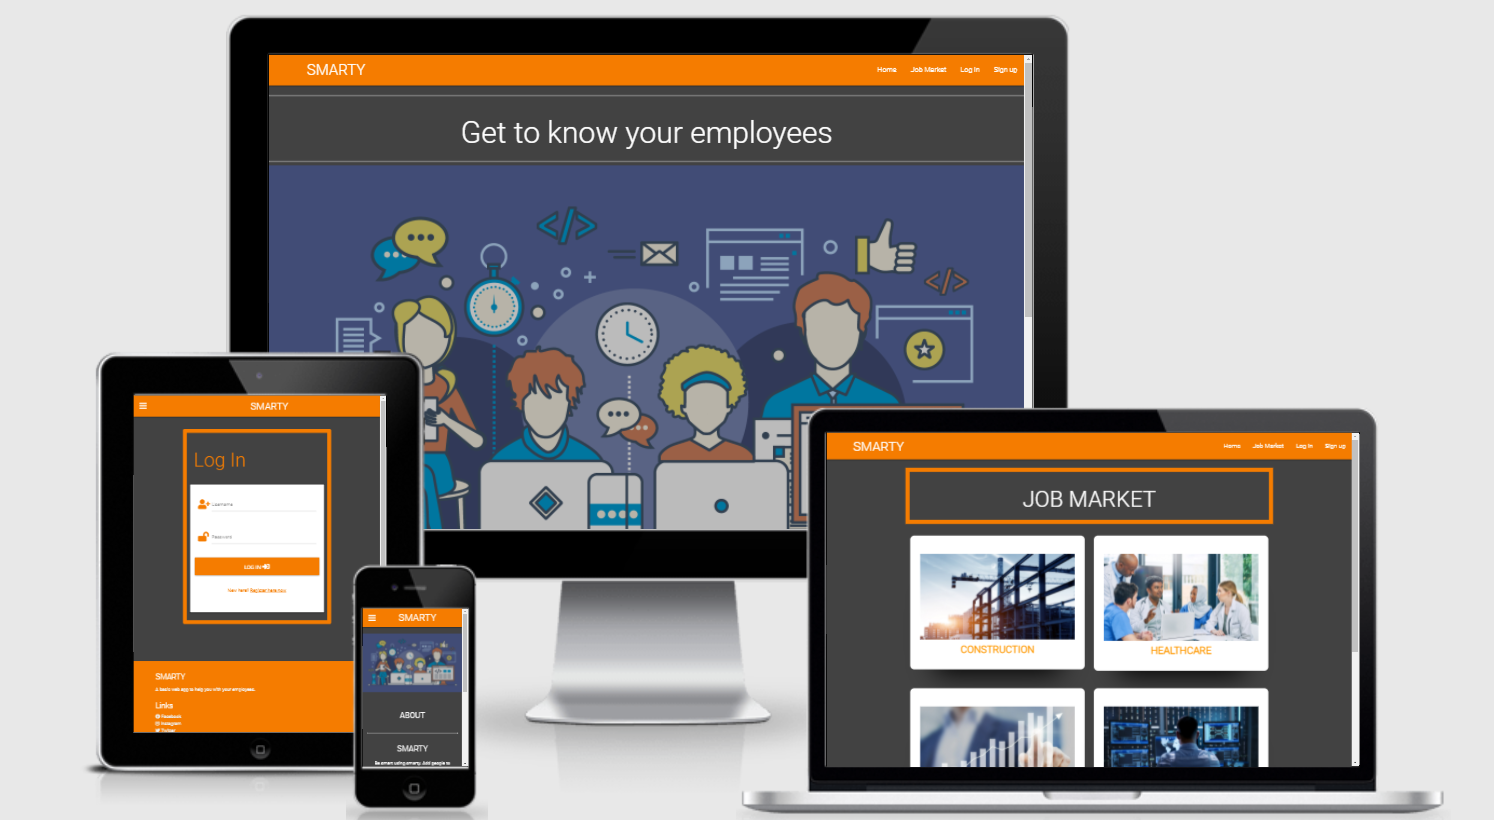 SMARTY
Home Job Market Log In Sign up
Get to know your employees
SMARTY
Log In
Username
Password
LOG IN
New here? Register here now
SMARTY
A basic web app to help you with your employees.
Links
Facebook
Instagram
Twitter
SMARTY
ABOUT
SMARTY
Be smart using smarty. Add people to
SMARTY
Home Job Market Log In Sign up
JOB MARKET
CONSTRUCTION
HEALTHCARE